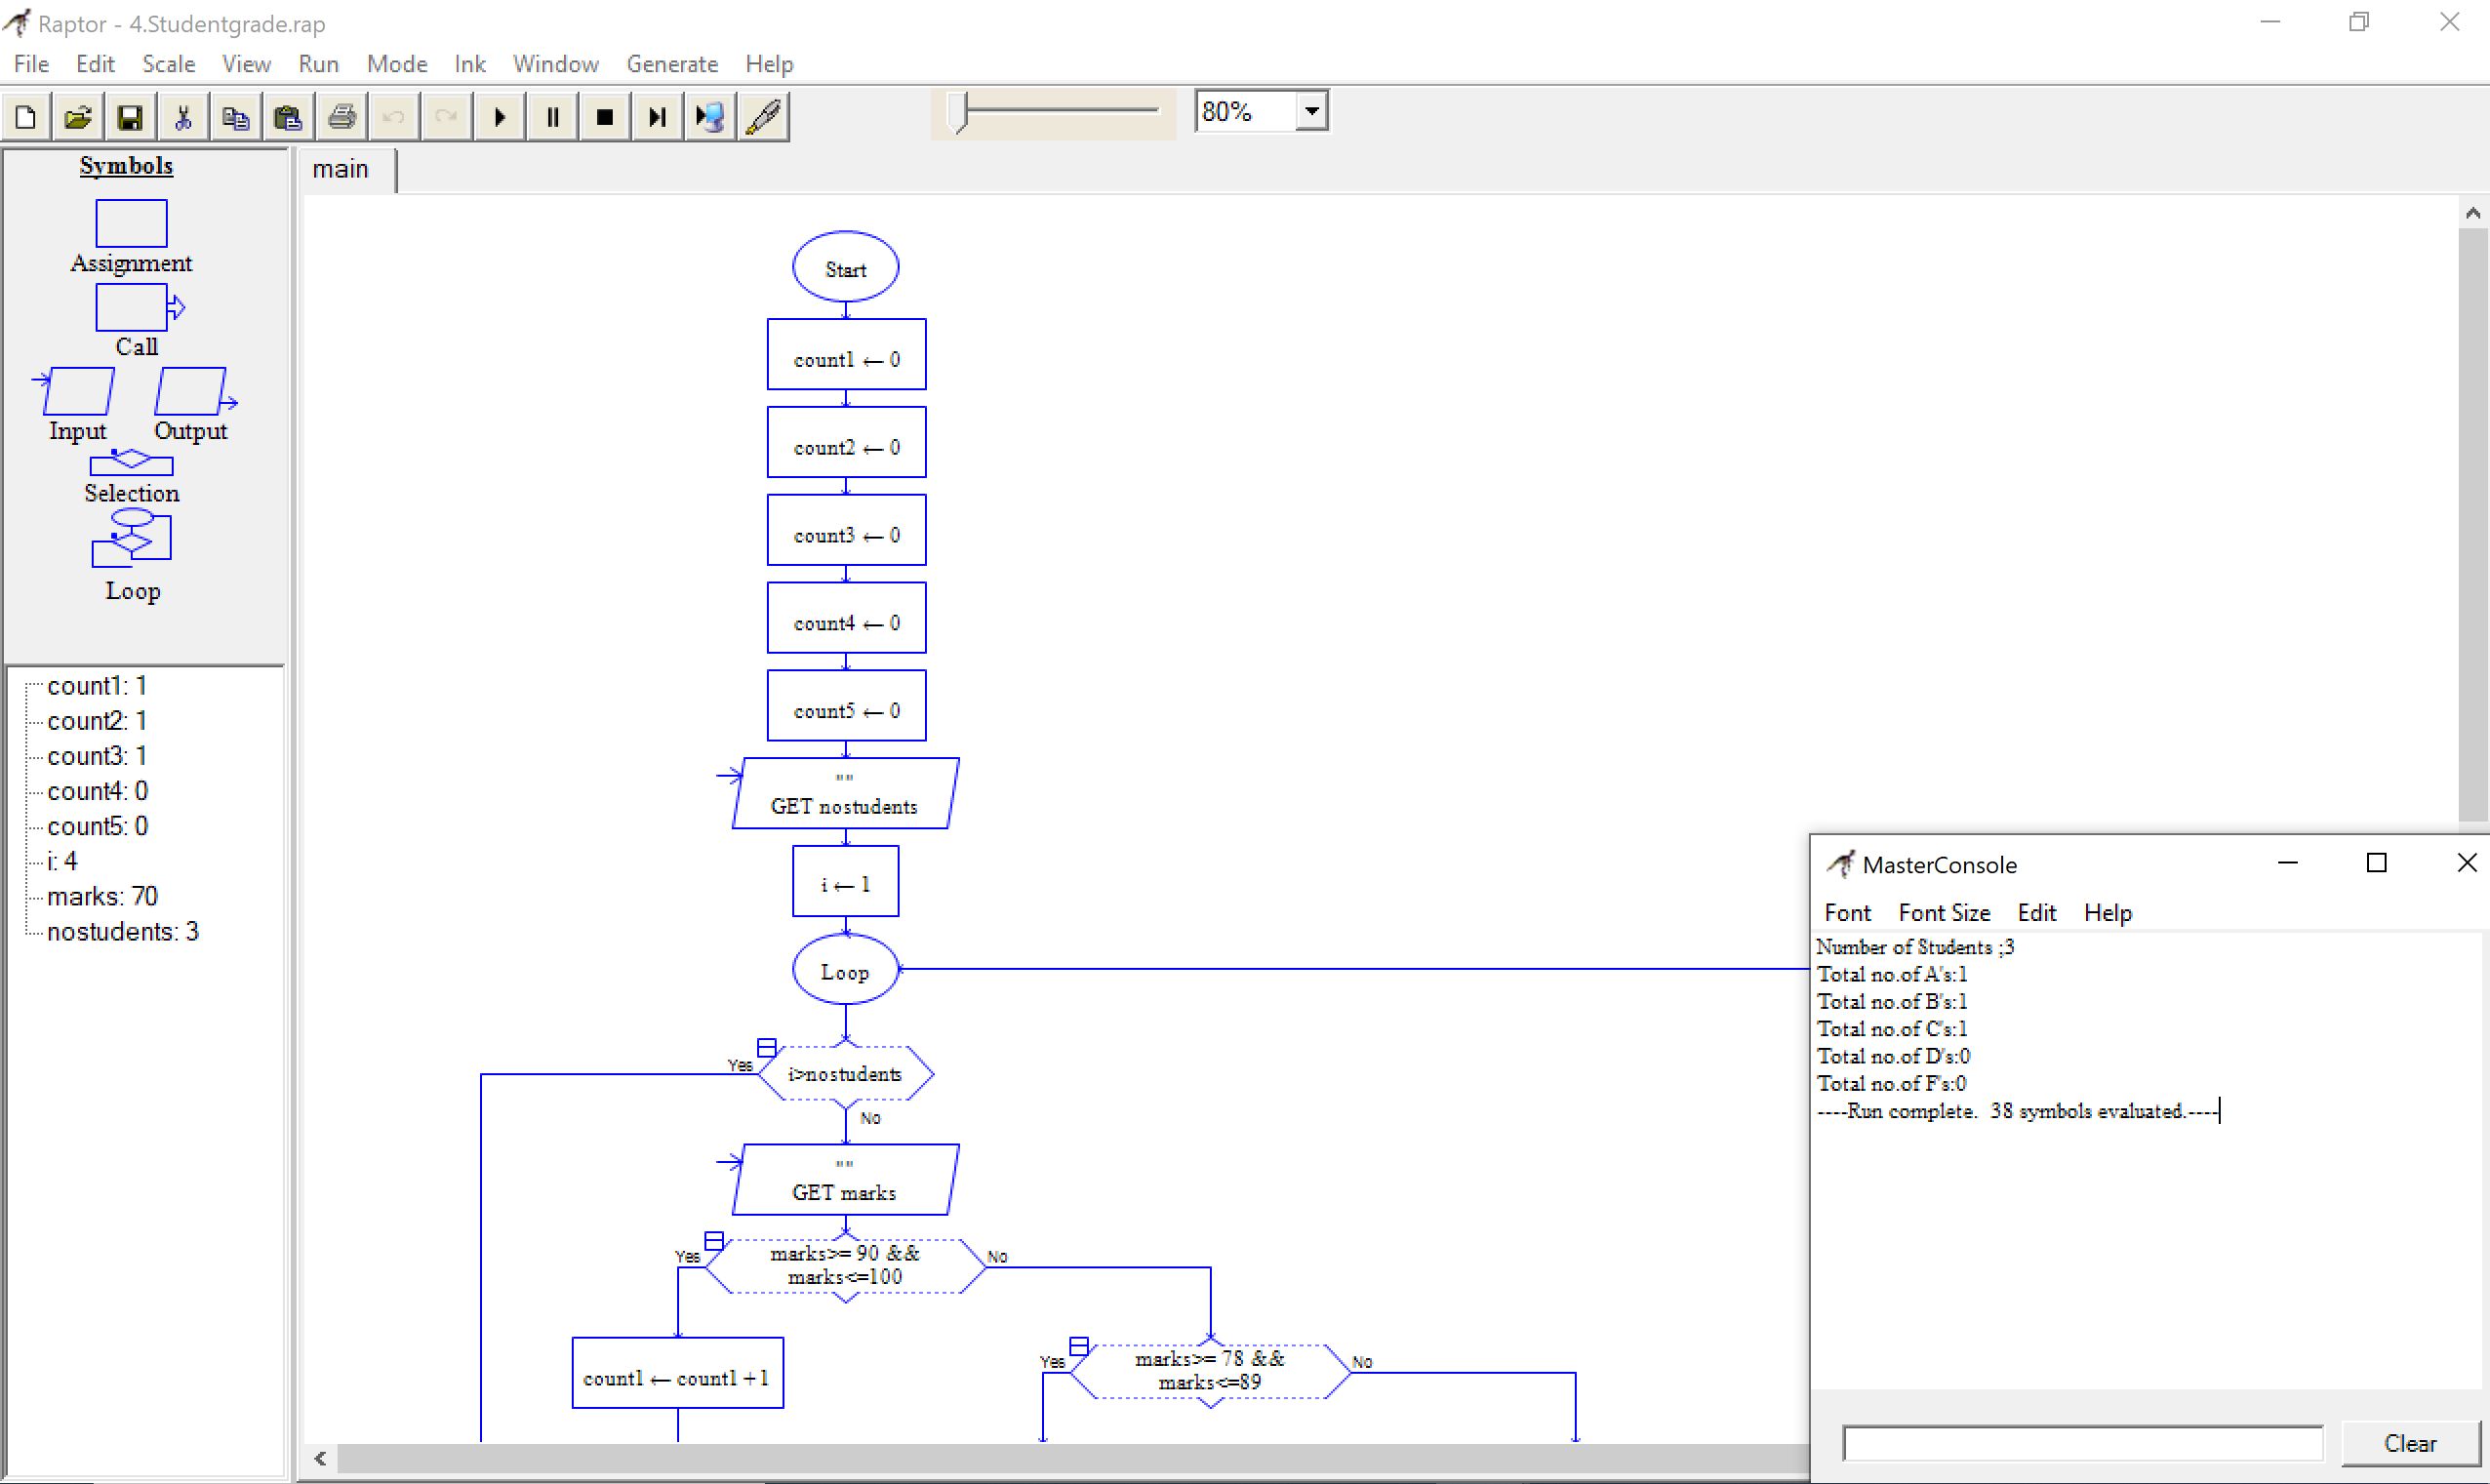 Raptor - 4.Studentgrade.rap
File Edit Scale View Run Mode Ink Window Generate Help
80%
Symbols
Assignment
Call
Input Output
Selection
Loop
count1: 1
count2: 1
count3: 1
count4: 0
count5: 0
i: 4
marks: 70
nostudents: 3
main
Start
count1 ← 0
count2 ← 0
count3 ← 0
count4 ← 0
count5 ← 0
""
GET nostudents
i ← 1
Loop
Yes
i>nostudents
No
""
GET marks
Yes
marks>= 90 &&
marks<=100
No
count1 ← count1 +1
Yes
marks>= 78 &&
marks<=89
No
MasterConsole
Font Font Size Edit Help
Number of Students ;3
Total no.of A's:1
Total no.of B's:1
Total no.of C's:1
Total no.of D's:0
Total no.of F's:0
----Run complete.  38 symbols evaluated.----
Clear